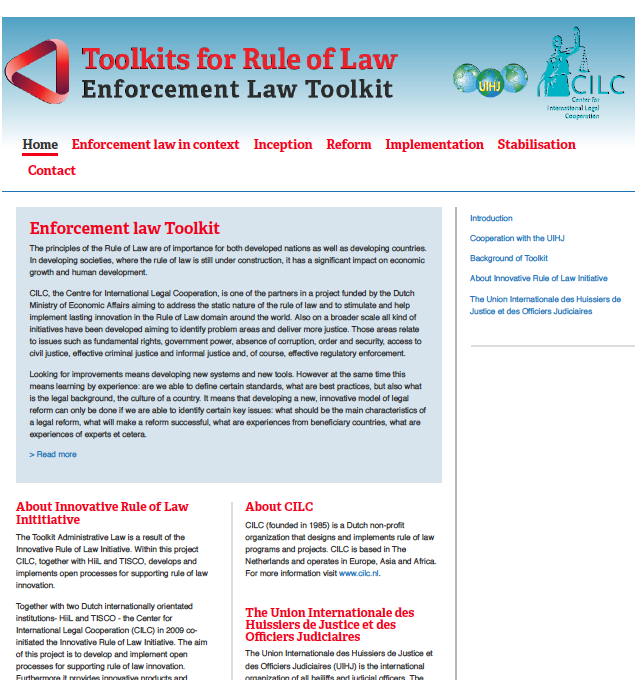 Toolkits for Rule of Law
Enforcement Law Toolkit
UIHJ
CILC
Center for
International Legal
Cooperation
Home
Enforcement law in context
Inception
Reform
Implementation
Stabilisation
Contact
Enforcement law Toolkit
The principles of the Rule of Law are of importance for both developed nations as well as developing countries.
In developing societies, where the rule of law is still under construction, it has a significant impact on economic
growth and human development.
CILC, the Centre for International Legal Cooperation, is one of the partners in a project funded by the Dutch
Ministry of Economic Affairs aiming to address the static nature of the rule of law and to stimulate and help
implement lasting innovation in the Rule of Law domain around the world. Also on a broader scale all kind of
initiatives have been developed aiming to identify problem areas and deliver more justice. Those areas relate
to issues such as fundamental rights, government power, absence of corruption, order and security, access to
civil justice, effective criminal justice and informal justice and, of course, effective regulatory enforcement.
Looking for improvements means developing new systems and new tools. However at the same time this
means learning by experience: are we able to define certain standards, what are best practices, but also what
is the legal background, the culture of a country. It means that developing a new, innovative model of legal
reform can only be done if we are able to identify certain key issues: what should be the main characteristics of
a legal reform, what will make a reform successful, what are experiences from beneficiary countries, what are
experiences of experts et cetera.
> Read more
Introduction
Cooperation with the UIHJ
Background of Toolkit
About Innovative Rule of Law Initiative
The Union Internationale des Huissiers de
Justice et des Officiers Judiciaires
About Innovative Rule of Law
Inititiative
The Toolkit Administrative Law is a result of the
Innovative Rule of Law Initiative. Within this project
CILC, together with HiiL and TISCO, develops and
implements open processes for supporting rule of law
innovation.
Together with two Dutch internationally orientated
institutions- HiiL and TISCO - the Center for
International Legal Cooperation (CILC) in 2009 co-
initiated the Innovative Rule of Law Initiative. The aim
of this project is to develop and implement open
processes for supporting rule of law innovation.
Furthermore it provides innovative products and
About CILC
CILC (founded in 1985) is a Dutch non-profit
organization that designs and implements rule of law
programs and projects. CILC is based in The
Netherlands and operates in Europe, Asia and Africa.
For more information visit www.cilc.nl.
The Union Internationale des
Huissiers de Justice et des
Officiers Judiciaires
The Union Internationale des Huissiers de Justice et
des Officiers Judiciaires (UIHJ) is the international
organization of all bailiffs and judicial officers. The